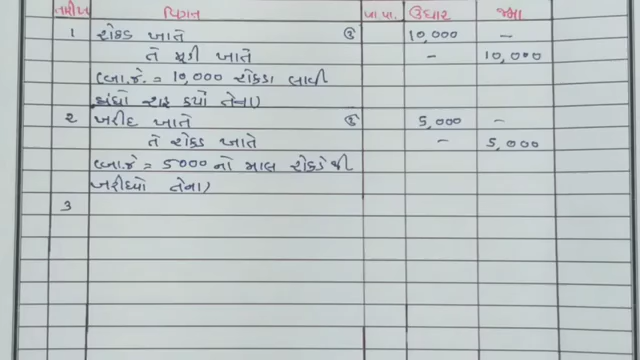 તારીખ વિગત ખા.પા. ઉધાર જમા
1 રોકડ ખાતે ઉ 10,000 –
તે મૂડી ખાતે – 10,000
(બા.જે. = 10,000 રોકડા લાવી
ધંધો શરૂ કર્યો તેના)
2 ખરીદ ખાતે ઉ 5,000 –
તે રોકડ ખાતે – 5,000
(બા.જે = 5000 નો માલ રોકડેથી
ખરીદ્યો તેના)
3